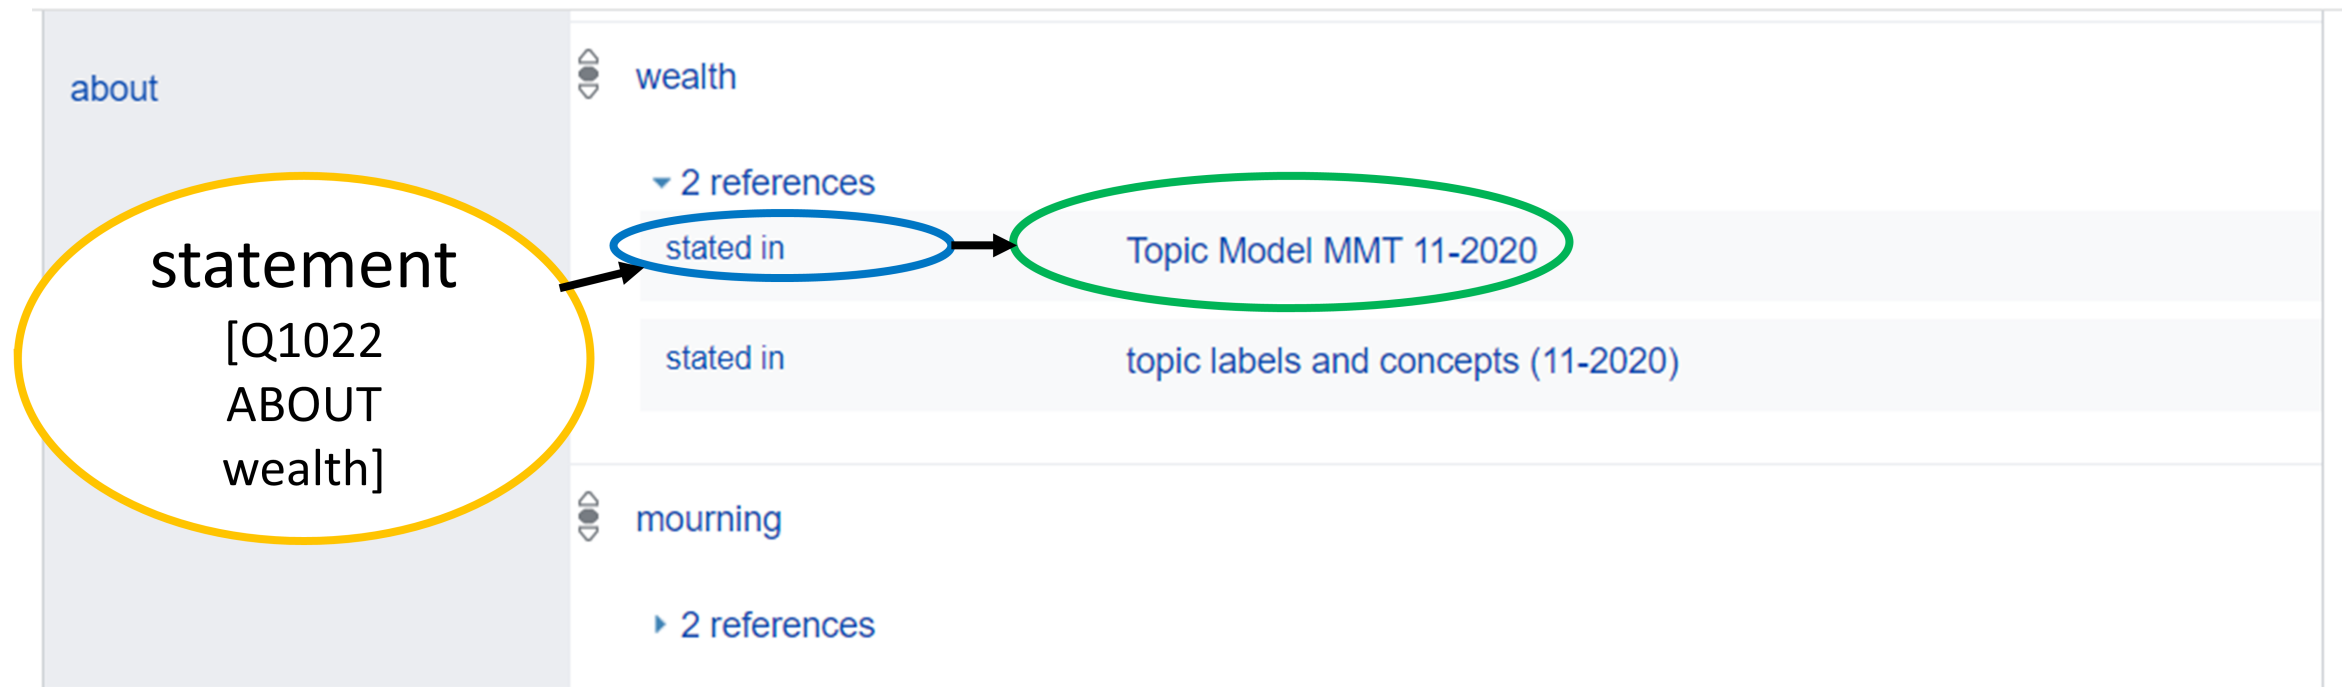 about
wealth
2 references
statement
[Q1022
ABOUT
wealth]
stated in
Topic Model MMT 11-2020
stated in
topic labels and concepts (11-2020)
mourning
2 references